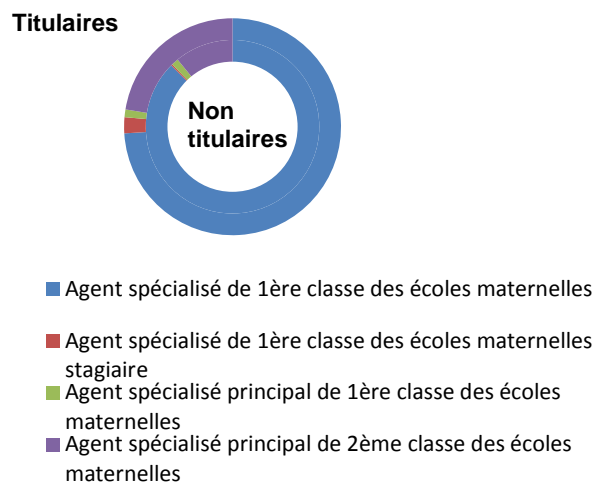 Titulaires
Non
titulaires
Agent spécialisé de 1ère classe des écoles maternelles
Agent spécialisé de 1ère classe des écoles maternelles
stagiaire
Agent spécialisé principal de 1ère classe des écoles
maternelles
Agent spécialisé principal de 2ème classe des écoles
maternelles